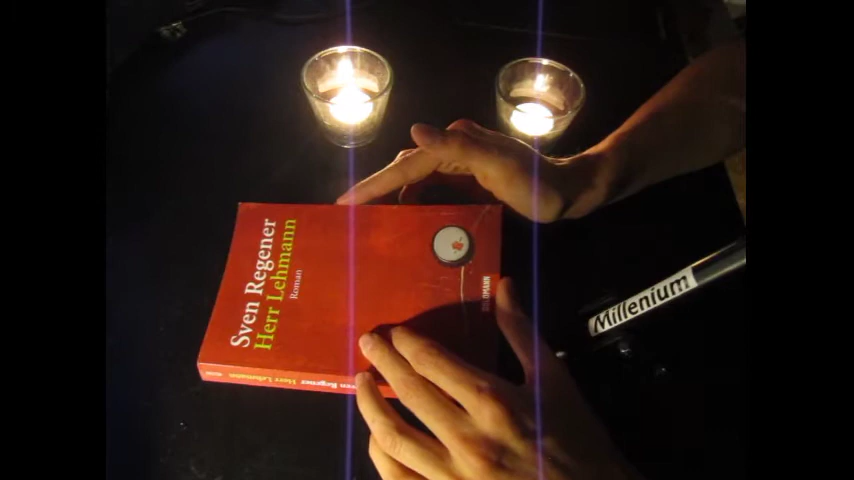 Sven Regener
Herr Lehmann
Roman
Sven Regener Herr Lehmann
Millenium